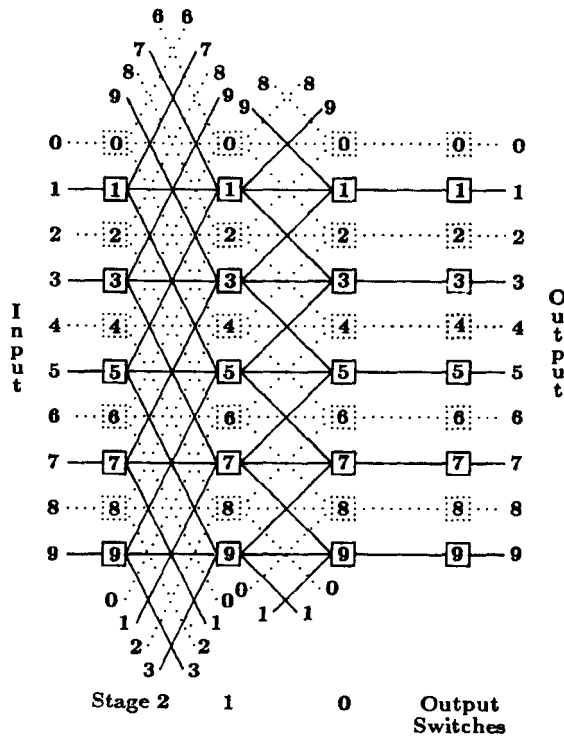 6 6
7 7
8 8 8 8
9 9 9 9
0 0 0 0 0 0
1 1 1 1 1 1
2 2 2 2 2 2
3 3 3 3 3 3
Input
Output
4 4 4 4 4 4
5 5 5 5 5 5
6 6 6 6 6 6
7 7 7 7 7 7
8 8 8 8 8 8
9 9 9 9 9 9
0 0 0 0
1 1 1 1
2 2
3 3
Stage 2 1 0 Output
Switches